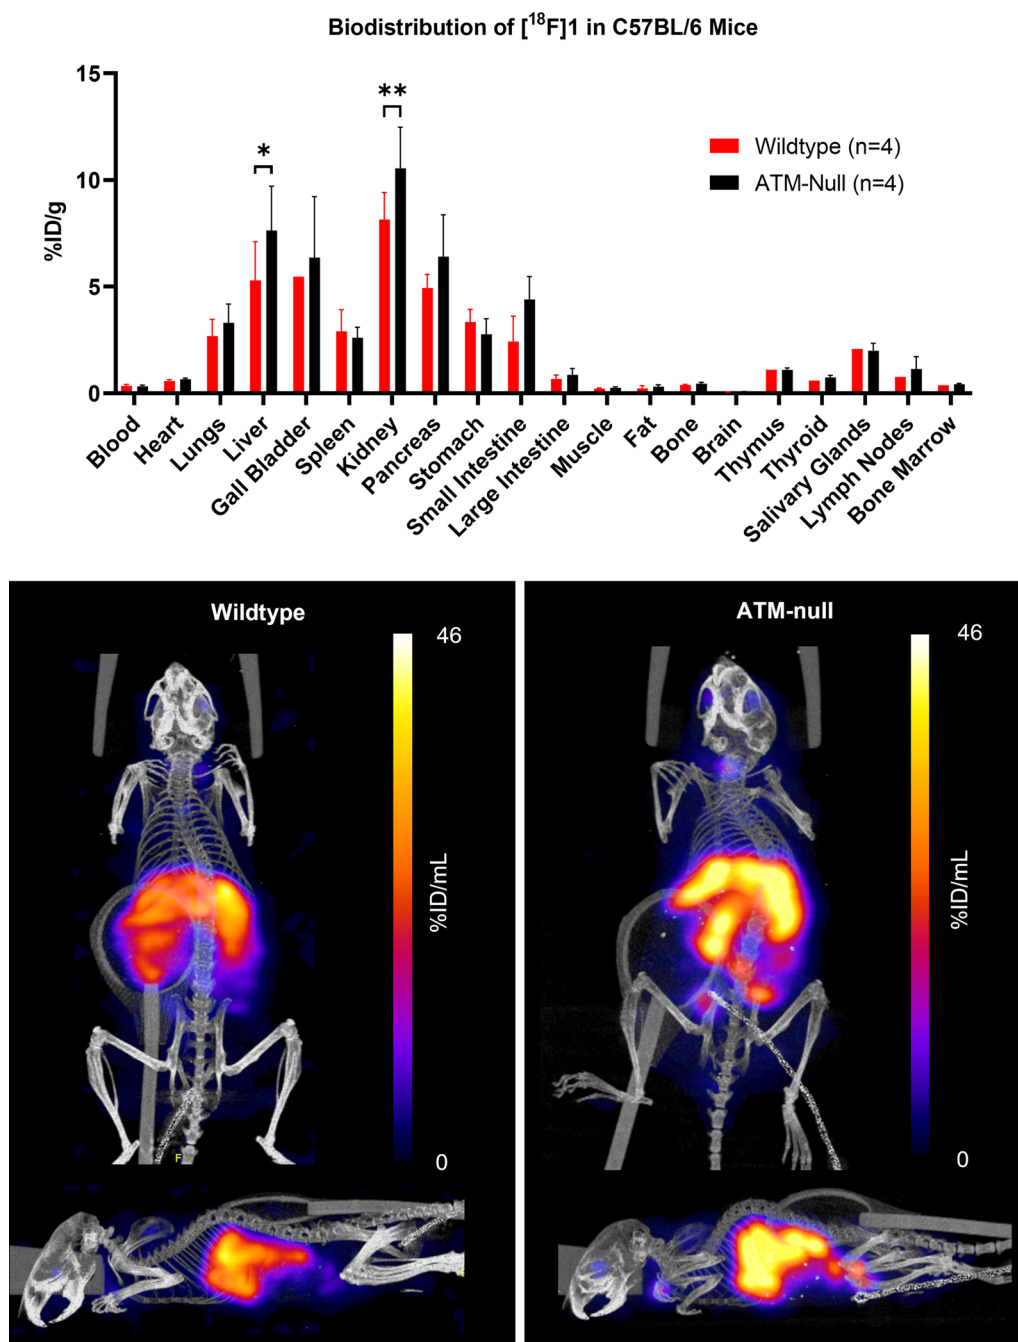 Biodistribution of [¹⁸F]1 in C57BL/6 Mice
15
10
5
0
%ID/g
**
*
Wildtype (n=4)
ATM-Null (n=4)
Blood
Heart
Lungs
Liver
Gall Bladder
Spleen
Kidney
Pancreas
Stomach
Small Intestine
Large Intestine
Muscle
Fat
Bone
Brain
Thymus
Thyroid
Salivary Glands
Lymph Nodes
Bone Marrow
Wildtype
46
%ID/mL
0
F
ATM-null
46
%ID/mL
0